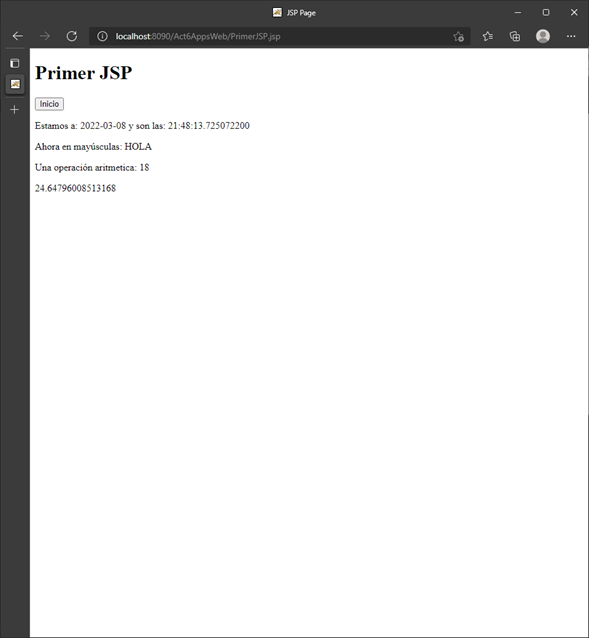 JSP Page
localhost:8090/Act6AppsWeb/PrimerJSP.jsp
Primer JSP
Inicio
Estamos a: 2022-03-08 y son las: 21:48:13.725072200
Ahora en mayúsculas: HOLA
Una operación aritmetica: 18
24.64796008513168